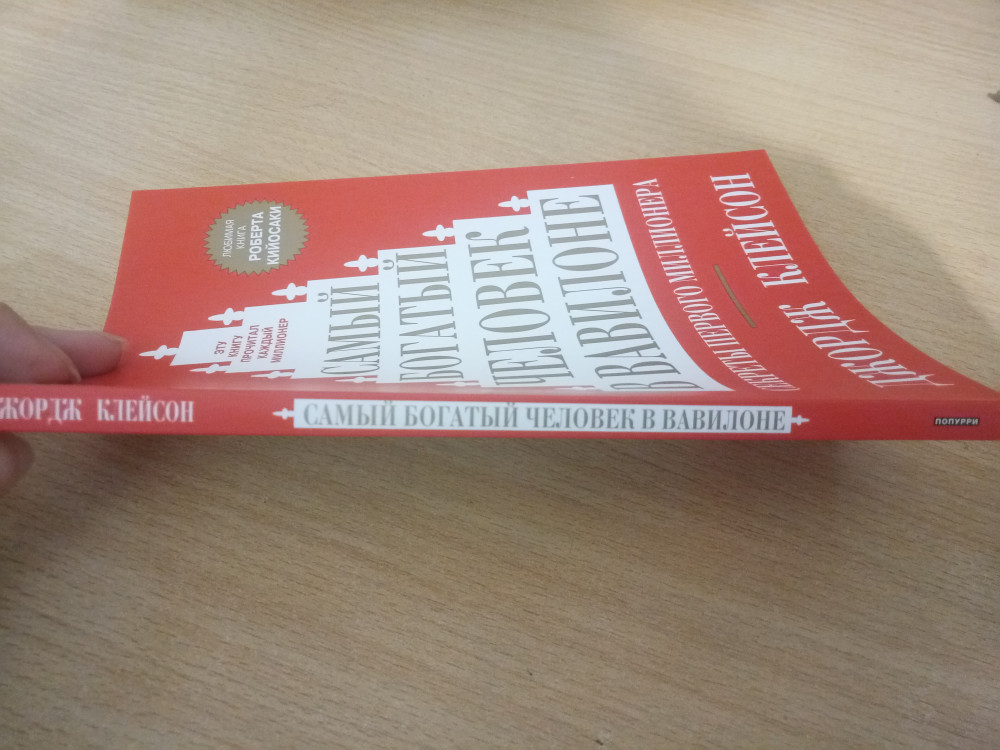 ЛЮБИМАЯ
КНИГА
РОБЕРТА
КИЙОСАКИ
ЭТУ
КНИГУ
ПРОЧИТАЛ
КАЖДЫЙ
МИЛЛИОНЕР
САМЫЙ
БОГАТЫЙ
ЧЕЛОВЕК
В ВАВИЛОНЕ
СЕКРЕТЫ ПЕРВОГО МИЛЛИОНЕРА
ДЖОРДЖ КЛЕЙСОН
ЖОРДЖ КЛЕЙСОН
САМЫЙ БОГАТЫЙ ЧЕЛОВЕК В ВАВИЛОНЕ
ПОПУРРИ